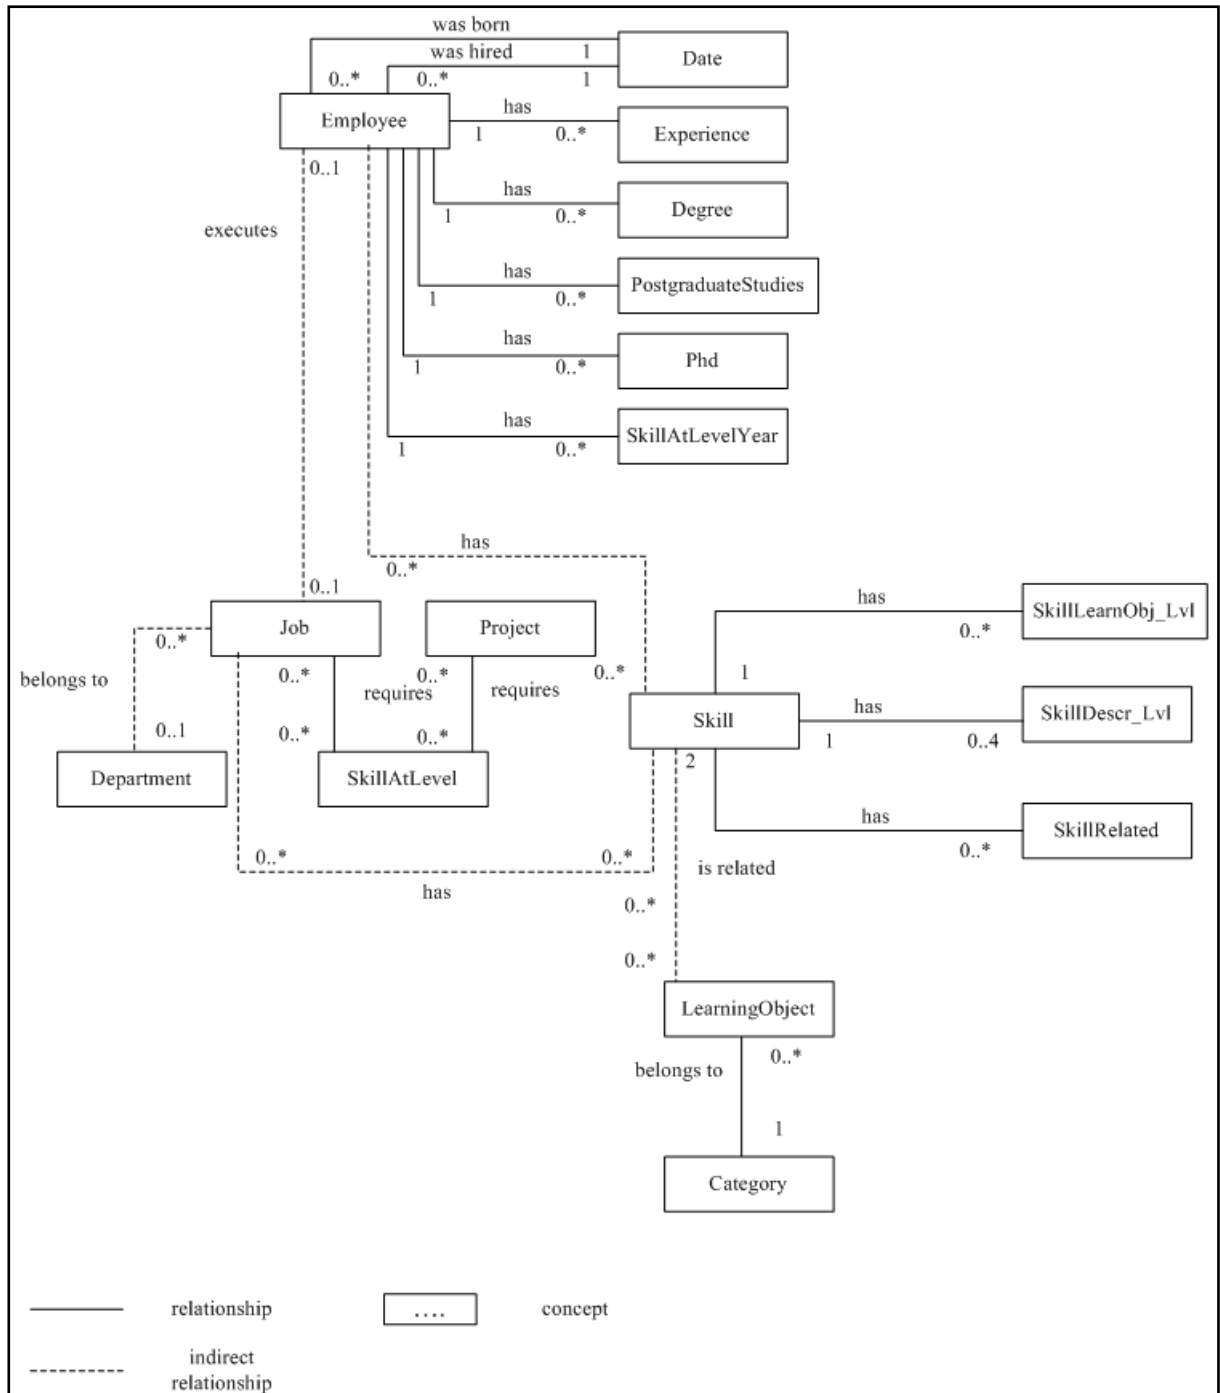 was born
1
Date
was hired
0..*
0..*
1
Employee
has
1
0..*
Experience
0..1
has
1
0..*
Degree
executes
has
1
0..*
PostgraduateStudies
has
1
0..*
Phd
has
1
0..*
SkillAtLevelYear
has
0..*
0..1
Job
Project
has
0..*
SkillLearnObj_Lvl
0..*
belongs to
0..*
requires
0..*
requires
0..*
1
Skill
has
1
0..4
SkillDescr_Lvl
0..1
0..*
0..*
2
Department
SkillAtLevel
has
0..*
SkillRelated
0..*
0..*
has
is related
0..*
0..*
LearningObject
0..*
belongs to
1
Category
relationship
....
concept
indirect
relationship